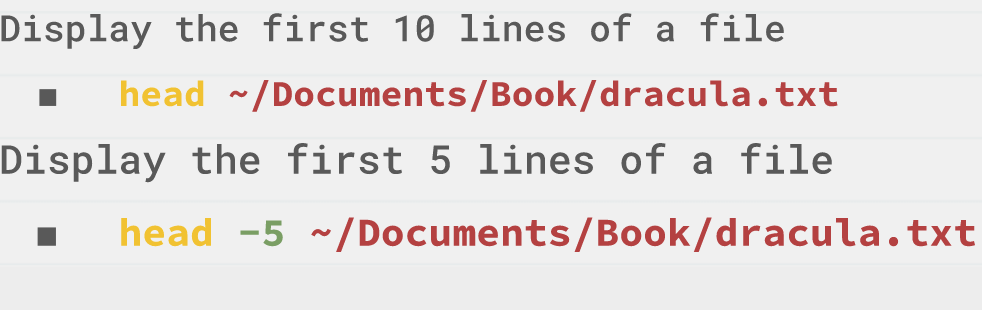 Display the first 10 lines of a file
▪ head ~/Documents/Book/dracula.txt
Display the first 5 lines of a file
▪ head -5 ~/Documents/Book/dracula.txt